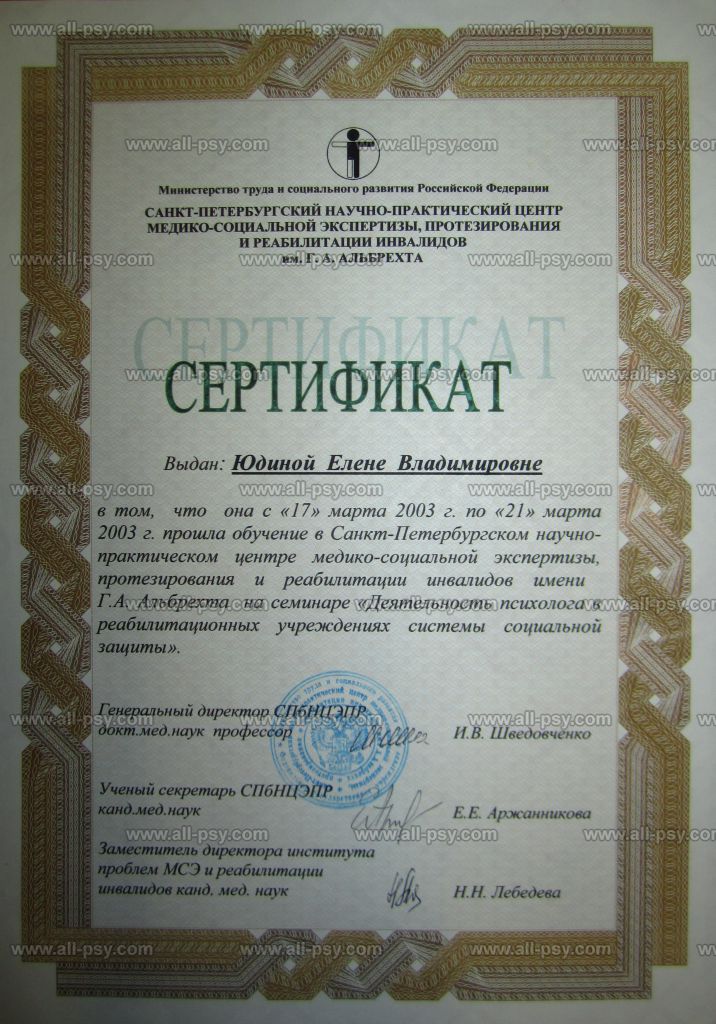 Министерство труда и социального развития Российской Федерации
САНКТ-ПЕТЕРБУРГСКИЙ НАУЧНО-ПРАКТИЧЕСКИЙ ЦЕНТР
МЕДИКО-СОЦИАЛЬНОЙ ЭКСПЕРТИЗЫ, ПРОТЕЗИРОВАНИЯ
И РЕАБИЛИТАЦИИ ИНВАЛИДОВ
им. Г. А. АЛЬБРЕХТА
СЕРТИФИКАТ
СЕРТИФИКАТ
Выдан: Юдиной Елене Владимировне
в том, что она с «17» марта 2003 г. по «21» марта
2003 г. прошла обучение в Санкт-Петербургском научно-
практическом центре медико-социальной экспертизы,
протезирования и реабилитации инвалидов имени
Г.А. Альбрехта на семинаре «Деятельность психолога в
реабилитационных учреждениях системы социальной
защиты».
Генеральный директор СПбНЦЭПР
докт.мед.наук профессор И.В. Шведовченко
Ученый секретарь СПбНЦЭПР
канд.мед.наук Е.Е. Аржанникова
Заместитель директора института
проблем МСЭ и реабилитации
инвалидов канд. мед. наук Н.Н. Лебедева
www.all-psy.com